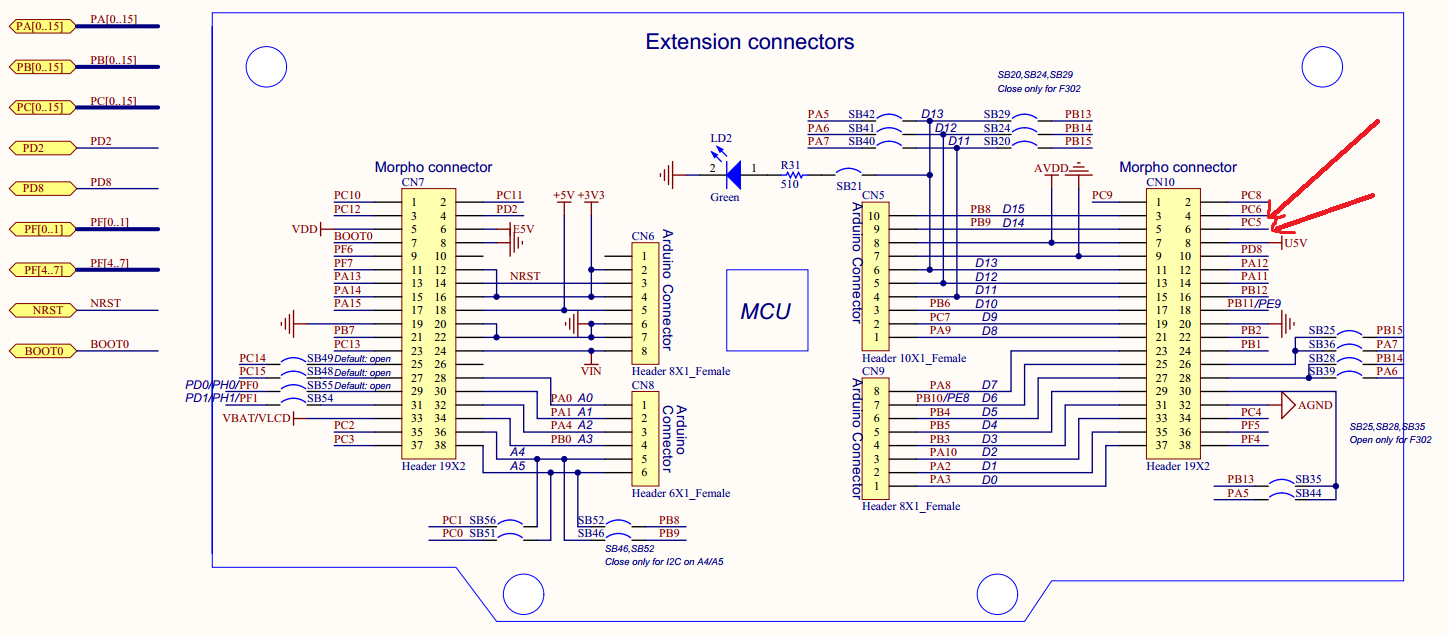 Extension connectors
PA[0..15] PA[0..15]
PB[0..15] PB[0..15]
PC[0..15] PC[0..15]
PD2 PD2
PD8 PD8
PF[0..1] PF[0..1]
PF[4..7] PF[4..7]
NRST NRST
BOOT0 BOOT0
SB20,SB24,SB29
Close only for F302
PA5 SB42 D13 SB29 PB13
PA6 SB41 D12 SB24 PB14
PA7 SB40 D11 SB20 PB15
LD2
2 1 R31
510
SB21
Green
Morpho connector
CN7
PC10 1 2 PC11
PC12 3 4 PD2
VDD 5 6 E5V
BOOT0 7 8
PF6 9 10
PF7 11 12
PA13 13 14 NRST
PA14 15 16
PA15 17 18
19 20
PB7 21 22
PC13 23 24
PC14 SB49 Default: open 25 26
PC15 SB48 Default: open 27 28
PD0/PH0/PF0 SB55 Default: open 29 30
PD1/PH1/PF1 SB54 31 32
VBAT/VLCD 33 34
PC2 35 36
PC3 37 38
Header 19X2
+5V +3V3
CN6
1
2
3
4
5
6
7
8
Arduino Connector
VIN
Header 8X1_Female
CN8
PA0 A0 1
PA1 A1 2
PA4 A2 3
PB0 A3 4
A4 5
A5 6
Arduino
Connector
Header 6X1_Female
PC1 SB56 SB52 PB8
PC0 SB51 SB46 PB9
SB46,SB52
Close only for I2C on A4/A5
MCU
AVDD
CN5
Arduino Connector
10 PB8 D15
9 PB9 D14
8
7
6 D13
5 D12
4 D11
3 PB6 D10
2 PC7 D9
1 PA9 D8
Header 10X1_Female
CN9
Arduino Connector
8 PA8 D7
7 PB10/PE8 D6
6 PB4 D5
5 PB5 D4
4 PB3 D3
3 PA10 D2
2 PA2 D1
1 PA3 D0
Header 8X1_Female
Morpho connector
CN10
PC9 1 2 PC8
3 4 PC6
5 6 PC5
7 8 U5V
9 10 PD8
11 12 PA12
13 14 PA11
15 16 PB12
17 18 PB11/PE9
19 20
21 22 PB2
23 24 PB1
25 26
27 28
29 30
31 32 AGND
33 34 PC4
35 36 PF5
37 38 PF4
Header 19X2
SB25 PB15
SB36 PA7
SB28 PB14
SB39 PA6
SB25,SB28,SB35
Open only for F302
PB13 SB35
PA5 SB44